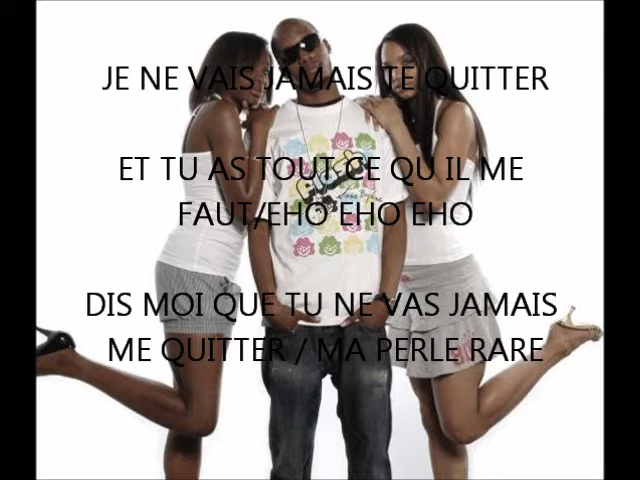 JE NE VAIS JAMAIS TE QUITTER
ET TU AS TOUT CE QU IL ME
FAUT/EHO EHO EHO
DIS MOI QUE TU NE VAS JAMAIS
ME QUITTER / MA PERLE RARE